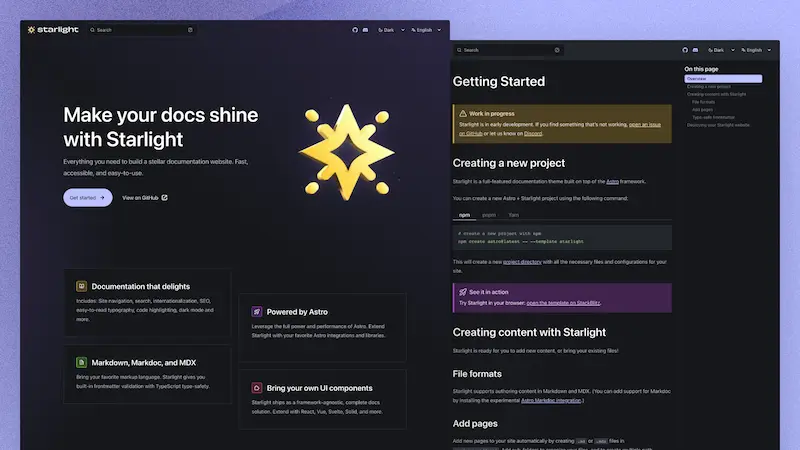 starlight
Search
Dark
English
Make your docs shine
with Starlight
Everything you need to build a stellar documentation website. Fast,
accessible, and easy-to-use.
Get started
View on GitHub
Documentation that delights
Includes: Site navigation, search, internationalization, SEO,
easy-to-read typography, code highlighting, dark mode and
more.
Markdown, Markdoc, and MDX
Bring your favorite markup language. Starlight gives you
built-in frontmatter validation with TypeScript type-safety.
Powered by Astro
Leverage the full power and performance of Astro. Extend
Starlight with your favorite Astro integrations and libraries.
Bring your own UI components
Starlight ships as a framework-agnostic, complete docs
solution. Extend with React, Vue, Svelte, Solid, and more.
Search
Dark
English
Getting Started
Work in progress
Starlight is in early development. If you find something that's not working, open an issue
on GitHub or let us know on Discord.
Creating a new project
Starlight is a full-featured documentation theme built on top of the Astro framework.
You can create a new Astro + Starlight project using the following command:
npm
pnpm
Yarn
# create a new project with npm
npm create astro@latest -- --template starlight
This will create a new project directory with all the necessary files and configurations for your
site.
See it in action
Try Starlight in your browser: open the template on StackBlitz.
Creating content with Starlight
Starlight is ready for you to add new content, or bring your existing files!
File formats
Starlight supports authoring content in Markdown and MDX. (You can add support for Markdoc
by installing the experimental Astro Markdoc integration.)
Add pages
Add new pages to your site automatically by creating .md or .mdx files in
On this page
Overview
Creating a new project
Creating content with Starlight
File formats
Add pages
Type-safe frontmatter
Deploying your Starlight website